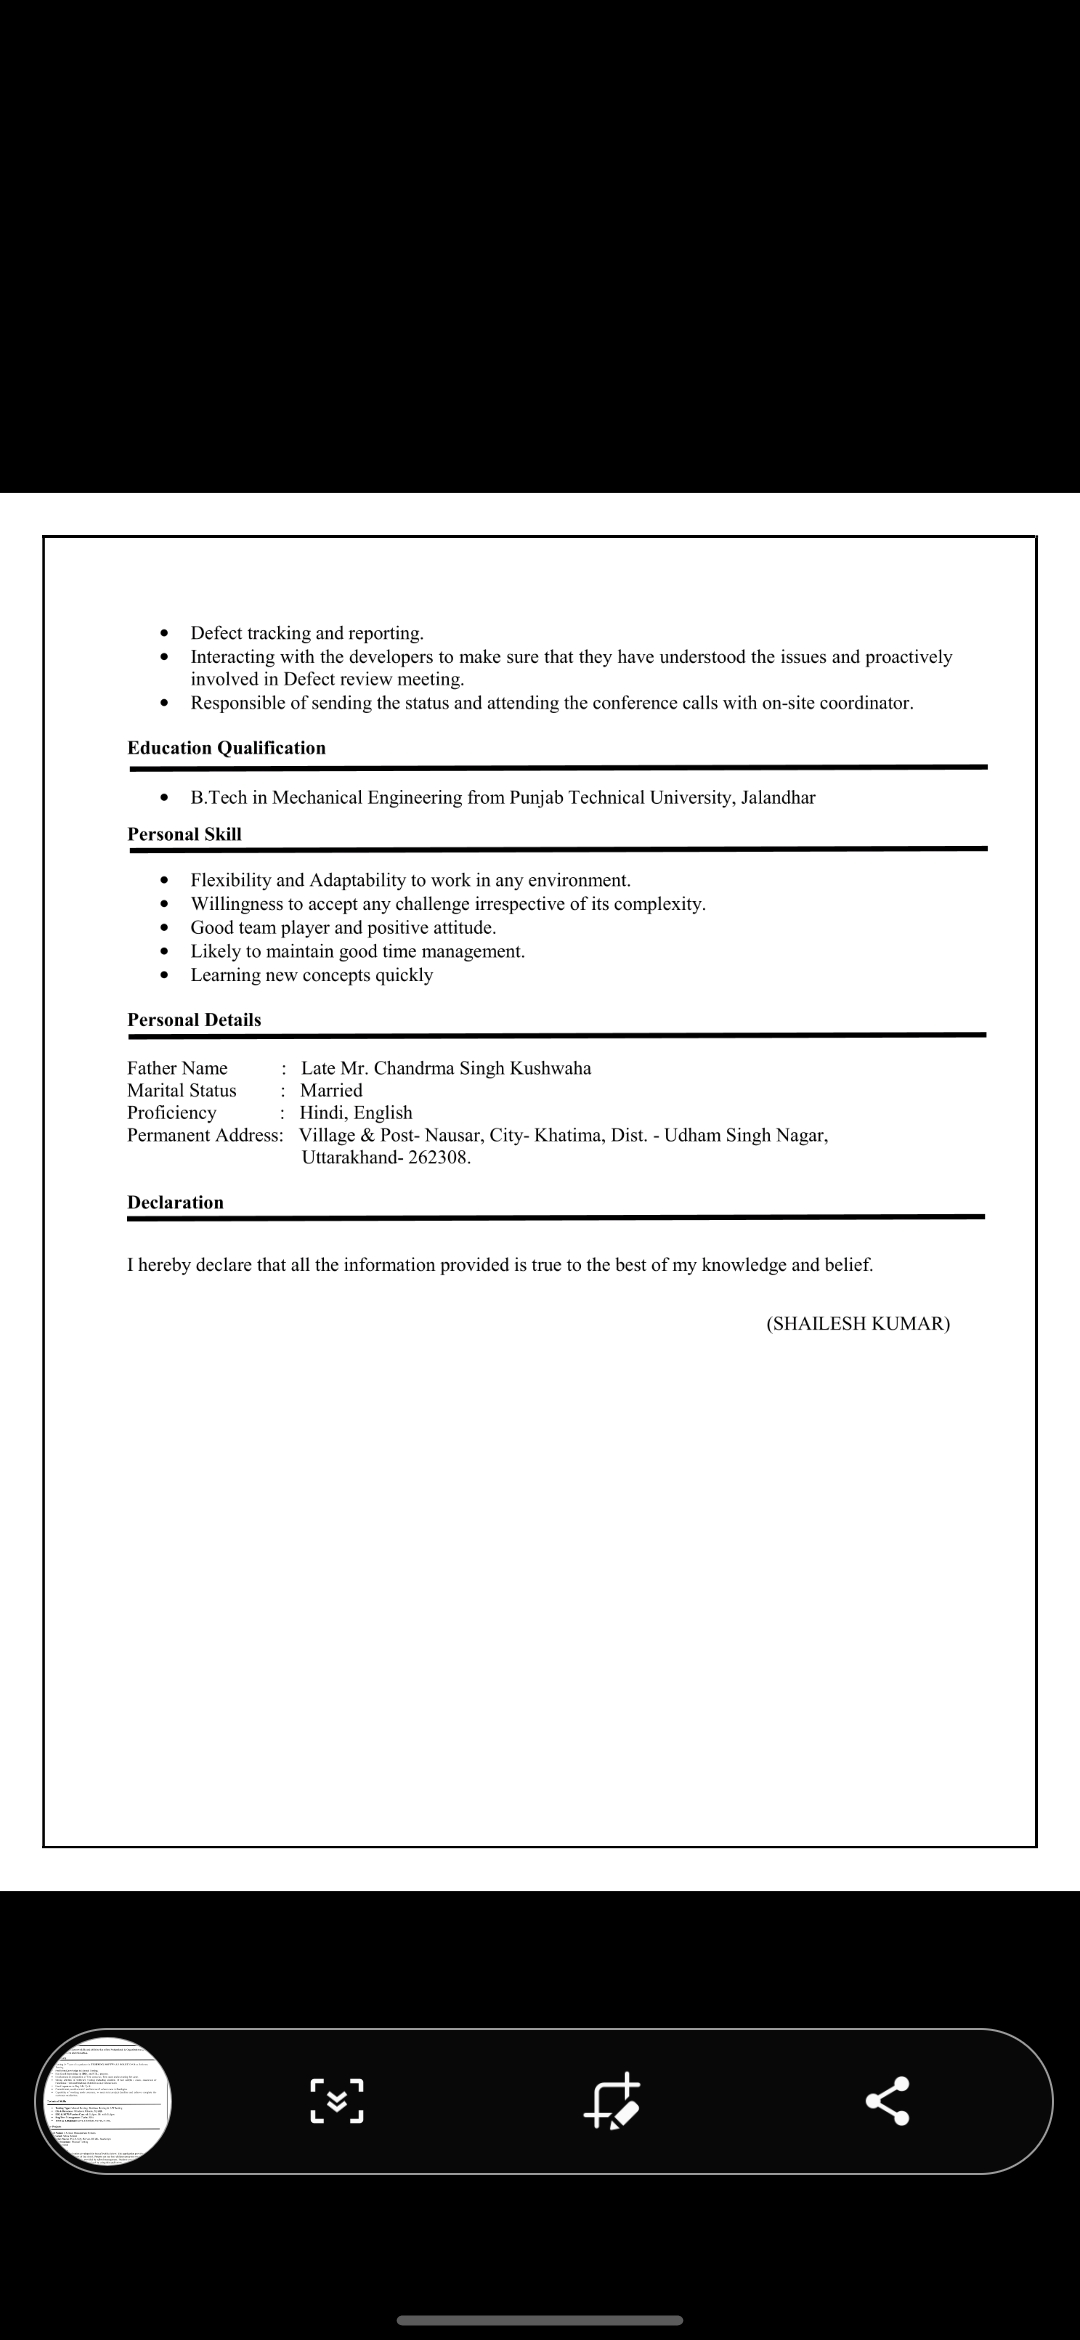 Defect tracking and reporting.
Interacting with the developers to make sure that they have understood the issues and proactively
involved in Defect review meeting.
Responsible of sending the status and attending the conference calls with on-site coordinator.
Education Qualification
B.Tech in Mechanical Engineering from Punjab Technical University, Jalandhar
Personal Skill
Flexibility and Adaptability to work in any environment.
Willingness to accept any challenge irrespective of its complexity.
Good team player and positive attitude.
Likely to maintain good time management.
Learning new concepts quickly
Personal Details
Father Name : Late Mr. Chandrma Singh Kushwaha
Marital Status : Married
Proficiency : Hindi, English
Permanent Address: Village & Post- Nausar, City- Khatima, Dist. - Udham Singh Nagar,
Uttarakhand- 262308.
Declaration
I hereby declare that all the information provided is true to the best of my knowledge and belief.
(SHAILESH KUMAR)